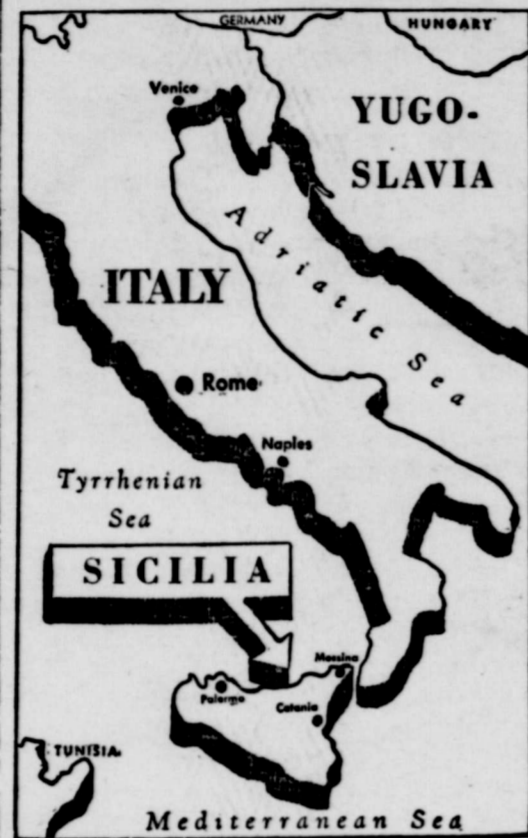 GERMANY
HUNGARY
Venice
YUGO-
SLAVIA
Adriatic Sea
ITALY
Rome
Naples
Tyrrhenian
Sea
SICILIA
Messina
Palermo
Catania
TUNISIA
Mediterranean Sea